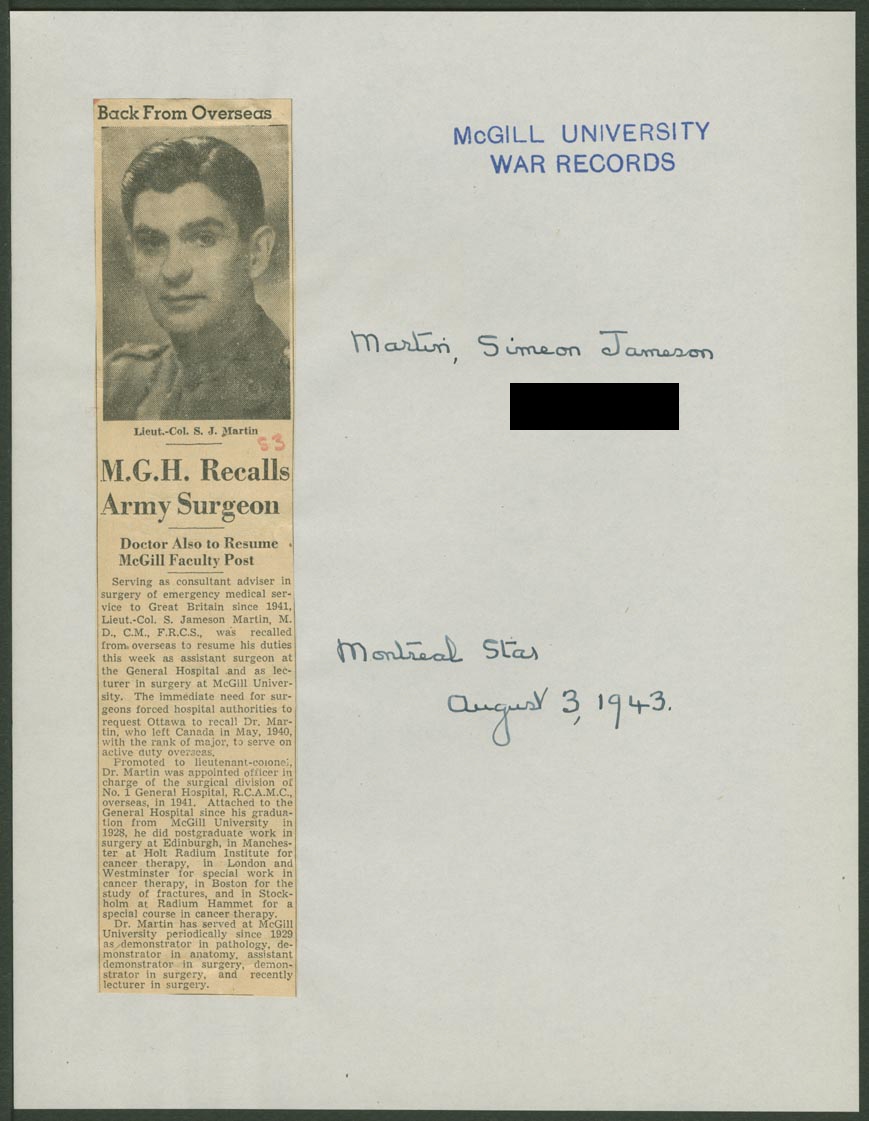 Back From Overseas
McGILL UNIVERSITY
WAR RECORDS
Martin, Simeon Jameson
Lieut.-Col. S. J. Martin
53
M.G.H. Recalls
Army Surgeon
Doctor Also to Resume
McGill Faculty Post
Serving as consultant adviser in
surgery of emergency medical ser-
vice to Great Britain since 1941,
Lieut.-Col. S. Jameson Martin, M.
D., C.M., F.R.C.S., was recalled
from overseas to resume his duties
this week as assistant surgeon at
the General Hospital and as lec-
turer in surgery at McGill Univer-
sity. The immediate need for sur-
geons forced hospital authorities to
request Ottawa to recall Dr. Mar-
tin, who left Canada in May, 1940,
with the rank of major, to serve on
active duty overseas.
Promoted to lieutenant-colonel,
Dr. Martin was appointed officer in
charge of the surgical division of
No. 1 General Hospital, R.C.A.M.C.,
overseas, in 1941. Attached to the
General Hospital since his gradua-
tion from McGill University in
1928, he did postgraduate work in
surgery at Edinburgh, in Manches-
ter at Holt Radium Institute for
cancer therapy, in London and
Westminster for special work in
cancer therapy, in Boston for the
study of fractures, and in Stock-
holm at Radium Hammet for a
special course in cancer therapy.
Dr. Martin has served at McGill
University periodically since 1929
as demonstrator in pathology, de-
monstrator in anatomy, assistant
demonstrator in surgery, demon-
strator in surgery, and recently
lecturer in surgery.
Montreal Star
August 3, 1943.